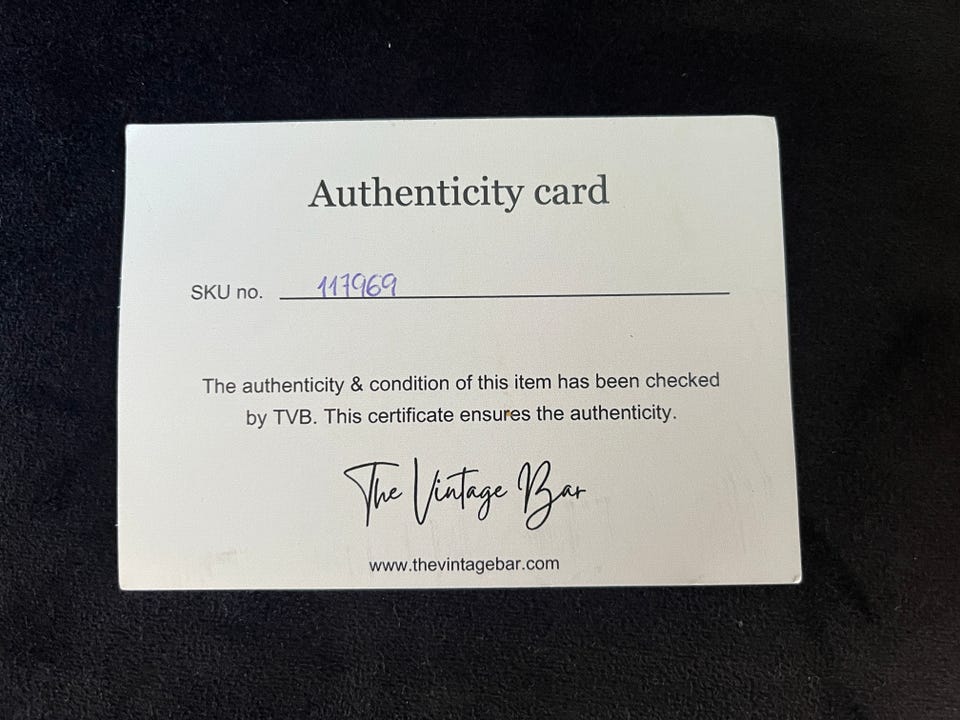 Authenticity card
SKU no. 117969
The authenticity & condition of this item has been checked
by TVB. This certificate ensures the authenticity.
The Vintage Bar
www.thevintagebar.com